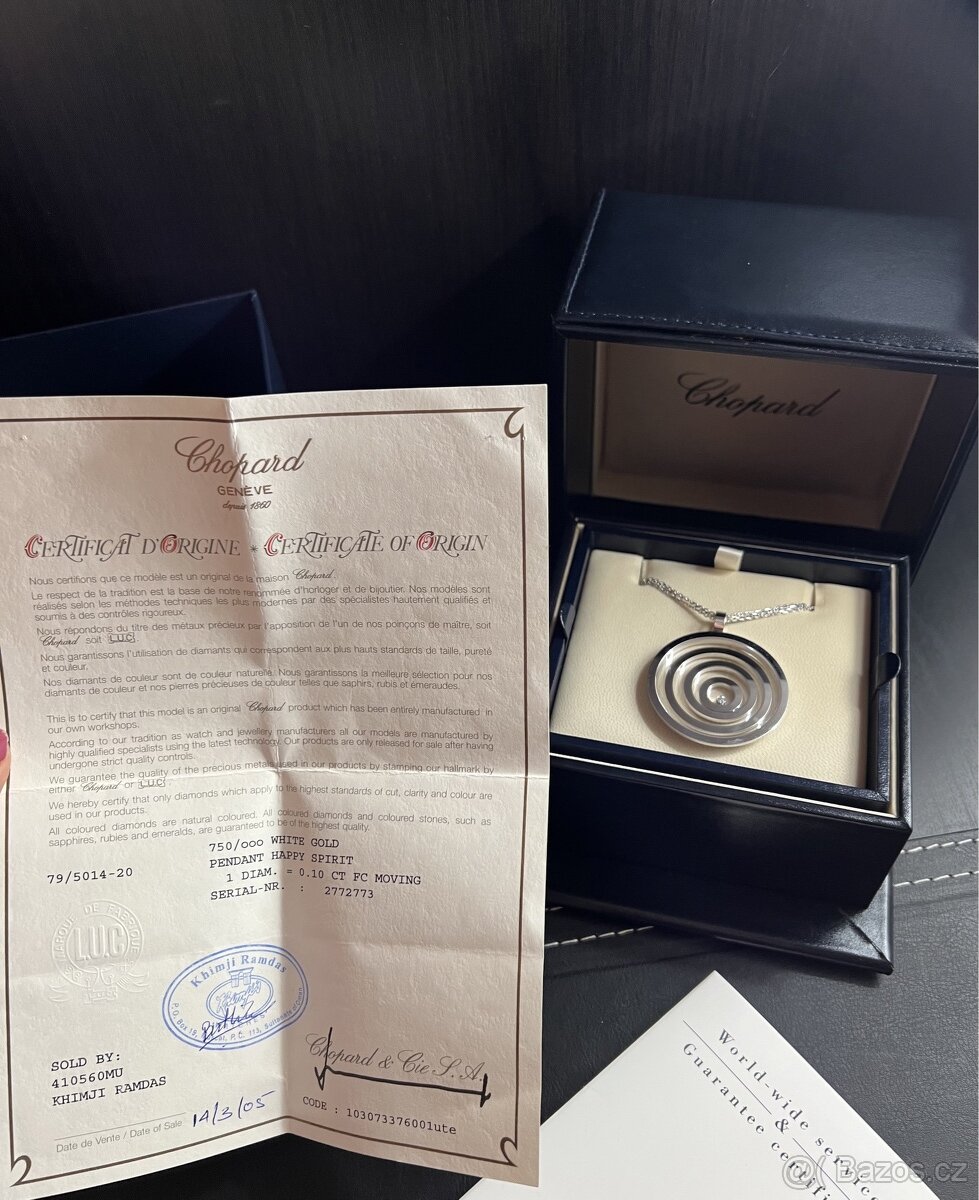 Chopard
GENÈVE
depuis 1860
CERTIFICAT D'ORIGINE * CERTIFICATE OF ORIGIN
Nous certifions que ce modèle est un original de la maison Chopard.
Le respect de la tradition est la base de notre renommée d'horloger et de bijoutier. Nos modèles sont
réalisés selon les méthodes techniques les plus modernes par des spécialistes hautement qualifiés et
soumis à des contrôles rigoureux.
Nous répondons du titre des métaux précieux par l'apposition de l'un de nos poinçons de maître, soit
Chopard soit L.U.C
Nous garantissons l'utilisation de diamants qui correspondent aux plus hauts standards de taille, pureté
et couleur.
Nos diamants de couleur sont de couleur naturelle. Nous garantissons la meilleure sélection pour nos
diamants de couleur et nos pierres précieuses de couleur telles que saphirs, rubis et emeraudes.
This is to certify that this model is an original Chopard product which has been entirely manufactured in
our own workshops.
According to our tradition as watch and jewellery manufacturers all our models are manufactured by
highly qualified specialists using the latest technology. Our products are only released for sale after having
undergone strict quality controls.
We guarantee the quality of the precious metals used in our products by stamping our hallmark by
either Chopard or L.U.C
We hereby certify that only diamonds which apply to the highest standards of cut, clarity and colour are
used in our products.
All coloured diamonds are natural coloured. All coloured diamonds and coloured stones, such as
sapphires, rubies and emeralds, are guaranteed to be of the highest quality.
750/ooo WHITE GOLD
79/5014-20 PENDANT HAPPY SPIRIT
1 DIAM. = 0.10 CT FC MOVING
SERIAL-NR. : 2772773
MARQUE DE FABRIQUE
L.U.C
Khimji Ramdas
P.O. Box 19, P.C. 113, Sultanate of Oman
SOLD BY:
410560MU
KHIMJI RAMDAS
Chopard & Cie S.A.
Date de Vente / Date of Sale 14/3/05
CODE : 103073376001ute
Chopard
World-wide service
&
Guarantee certifi
Bazos.cz